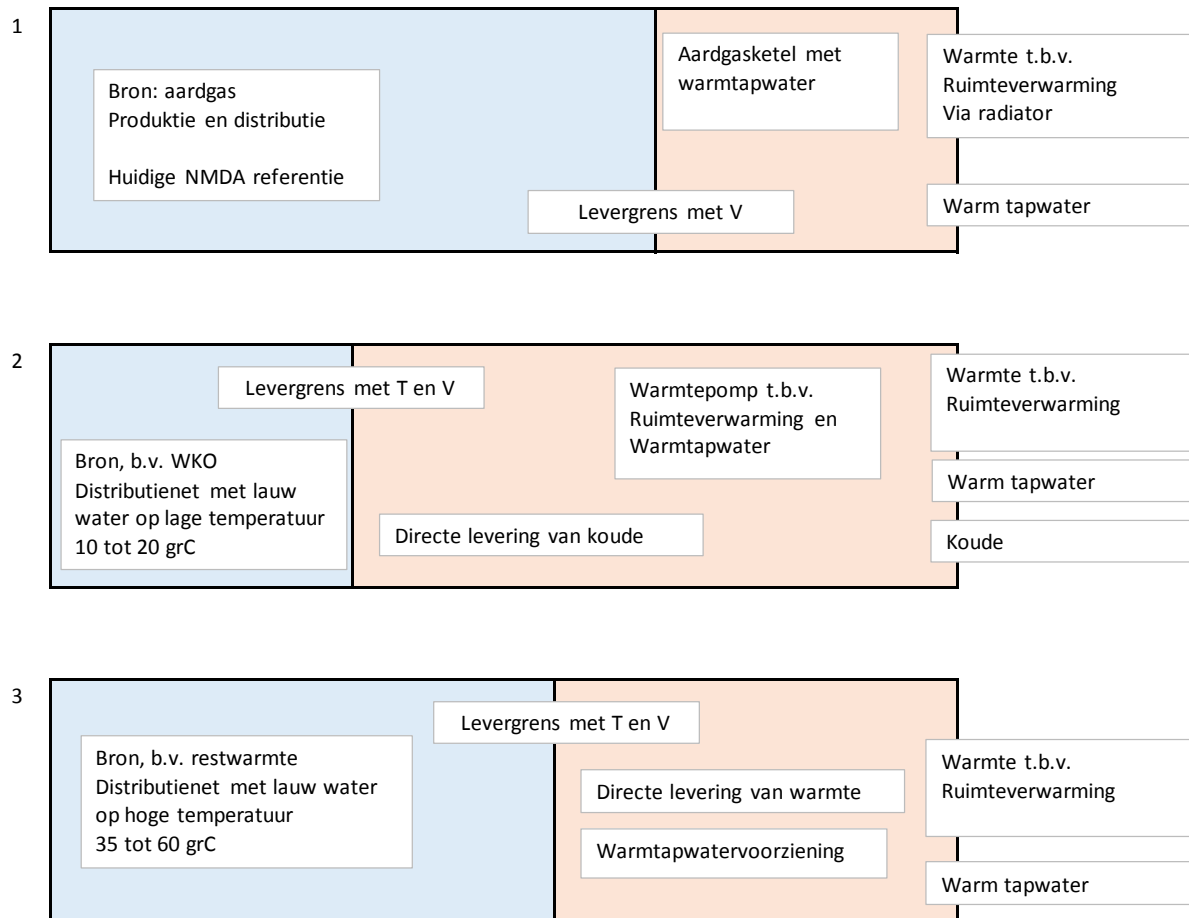 1
Bron: aardgas
Produktie en distributie
Huidige NMDA referentie
Levergrens met V
Aardgasketel met
warmtapwater
Warmte t.b.v.
Ruimteverwarming
Via radiator
Warm tapwater
2
Levergrens met T en V
Bron, b.v. WKO
Distributienet met lauw
water op lage temperatuur
10 tot 20 grC
Warmtepomp t.b.v.
Ruimteverwarming en
Warmtapwater
Directe levering van koude
Warmte t.b.v.
Ruimteverwarming
Warm tapwater
Koude
3
Levergrens met T en V
Bron, b.v. restwarmte
Distributienet met lauw water
op hoge temperatuur
35 tot 60 grC
Directe levering van warmte
Warmtapwatervoorziening
Warmte t.b.v.
Ruimteverwarming
Warm tapwater